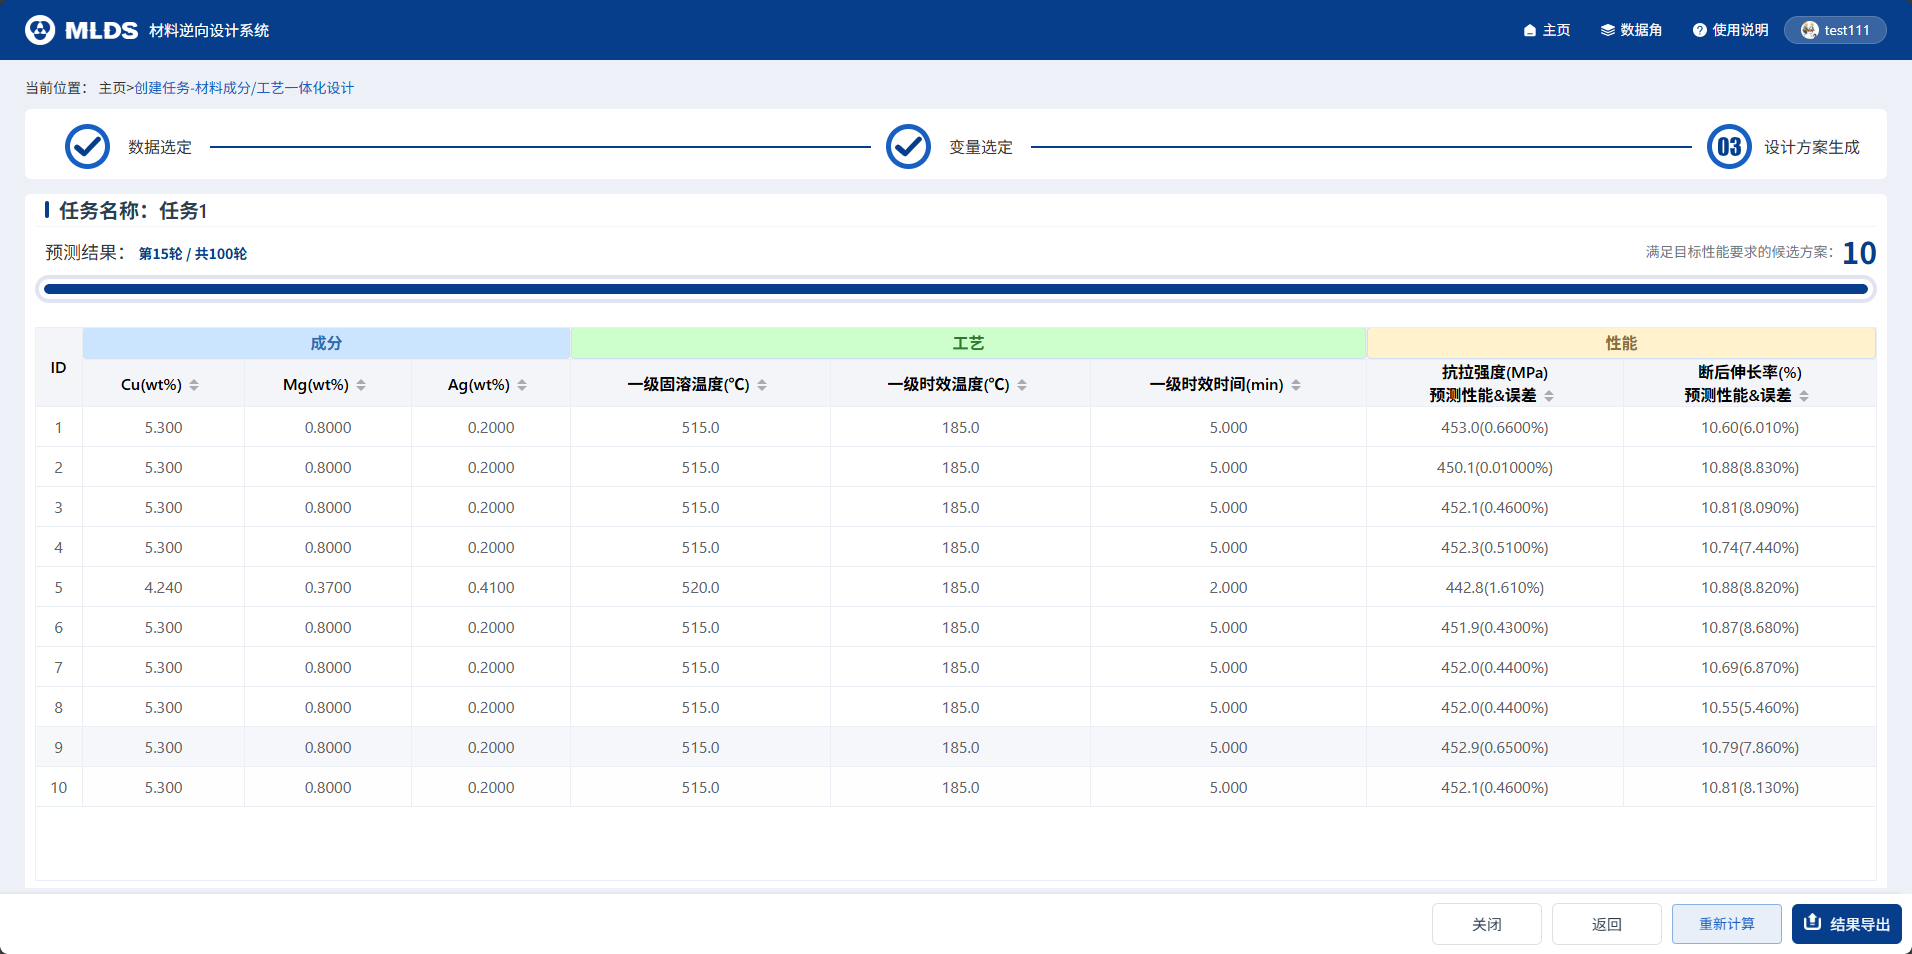 MLDS 材料逆向设计系统 主页 数据角 使用说明 test111
当前位置： 主页>创建任务-材料成分/工艺一体化设计
数据选定 变量选定 03 设计方案生成
任务名称：任务1
预测结果： 第15轮 / 共100轮 满足目标性能要求的候选方案： 10
ID 成分 工艺 性能
Cu(wt%) Mg(wt%) Ag(wt%) 一级固溶温度(℃) 一级时效温度(℃) 一级时效时间(min) 抗拉强度(MPa) 预测性能&误差 断后伸长率(%) 预测性能&误差
1 5.300 0.8000 0.2000 515.0 185.0 5.000 453.0(0.6600%) 10.60(6.010%)
2 5.300 0.8000 0.2000 515.0 185.0 5.000 450.1(0.01000%) 10.88(8.830%)
3 5.300 0.8000 0.2000 515.0 185.0 5.000 452.1(0.4600%) 10.81(8.090%)
4 5.300 0.8000 0.2000 515.0 185.0 5.000 452.3(0.5100%) 10.74(7.440%)
5 4.240 0.3700 0.4100 520.0 185.0 2.000 442.8(1.610%) 10.88(8.820%)
6 5.300 0.8000 0.2000 515.0 185.0 5.000 451.9(0.4300%) 10.87(8.680%)
7 5.300 0.8000 0.2000 515.0 185.0 5.000 452.0(0.4400%) 10.69(6.870%)
8 5.300 0.8000 0.2000 515.0 185.0 5.000 452.0(0.4400%) 10.55(5.460%)
9 5.300 0.8000 0.2000 515.0 185.0 5.000 452.9(0.6500%) 10.79(7.860%)
10 5.300 0.8000 0.2000 515.0 185.0 5.000 452.1(0.4600%) 10.81(8.130%)
关闭 返回 重新计算 结果导出